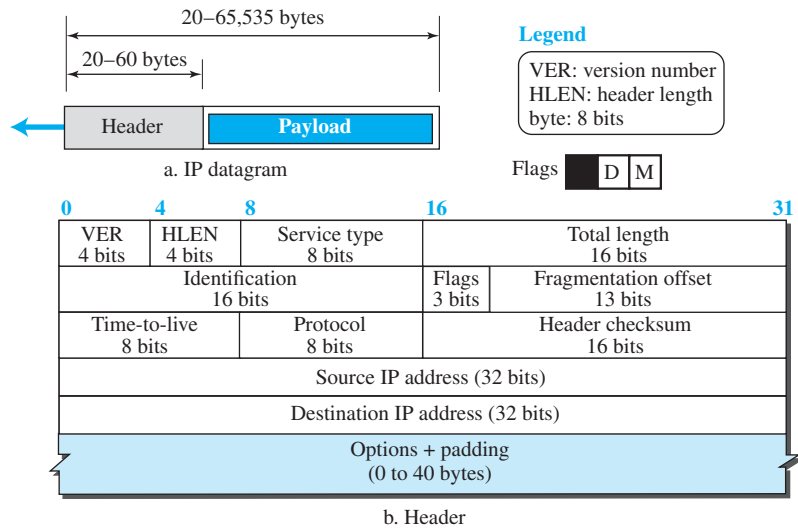 20–65,535 bytes
Legend
20–60 bytes
VER: version number
HLEN: header length
byte: 8 bits
Header
Payload
a. IP datagram
Flags D M
0 4 8 16 31
VER HLEN Service type Total length
4 bits 4 bits 8 bits 16 bits
Identification Flags Fragmentation offset
16 bits 3 bits 13 bits
Time-to-live Protocol Header checksum
8 bits 8 bits 16 bits
Source IP address (32 bits)
Destination IP address (32 bits)
Options + padding
(0 to 40 bytes)
b. Header